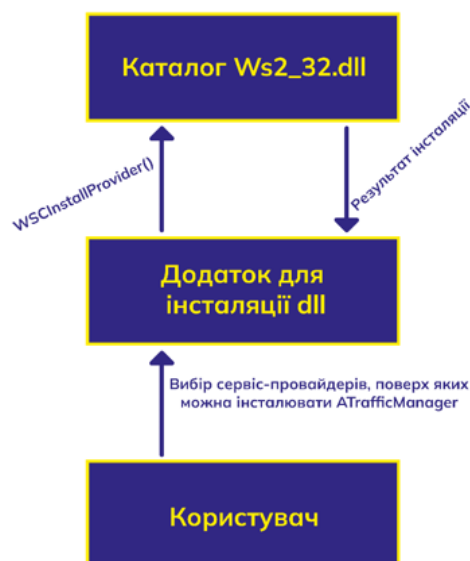 Каталог Ws2_32.dll
WSCInstallProvider()
Результат інсталяції
Додаток для
інсталяції dll
Вибір сервіс-провайдерів, поверх яких
можна інсталювати ATrafficManager
Користувач